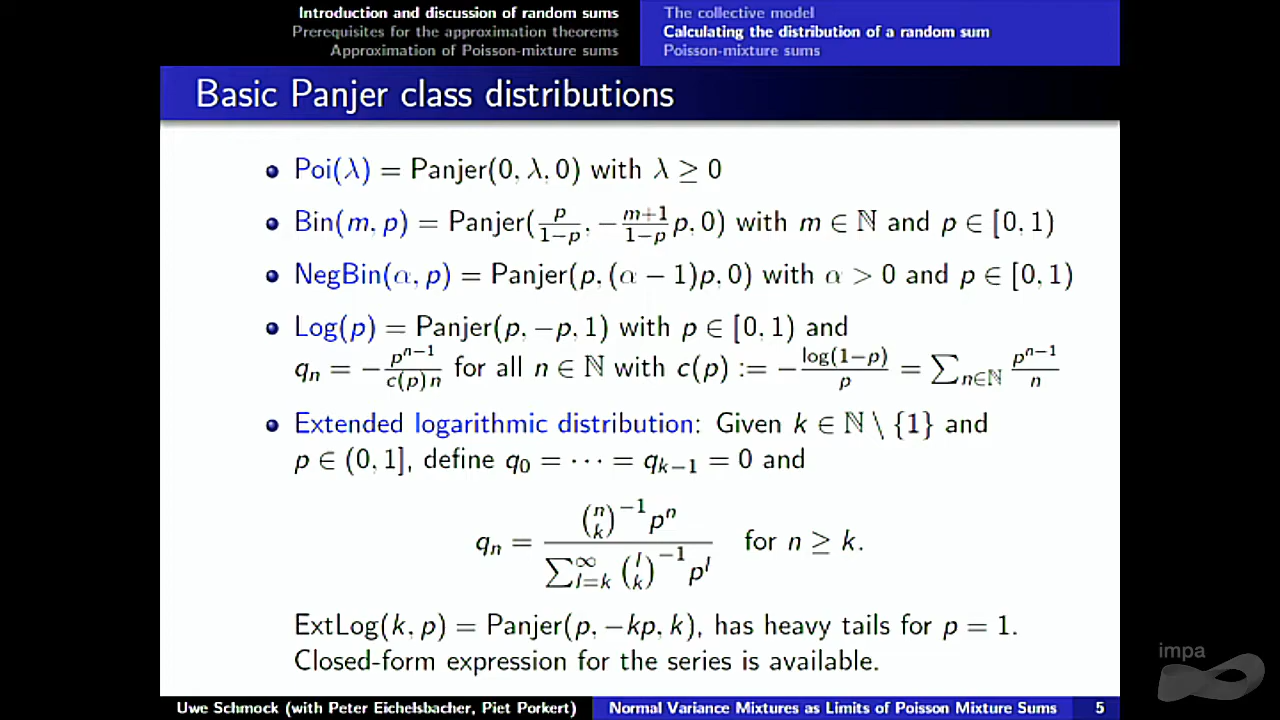 Introduction and discussion of random sums
Prerequisites for the approximation theorems
Approximation of Poisson-mixture sums
The collective model
Calculating the distribution of a random sum
Poisson-mixture sums
Basic Panjer class distributions
Poi(λ) = Panjer(0, λ, 0) with λ ≥ 0
Bin(m, p) = Panjer(p/(1−p), −(m+1)/(1−p) p, 0) with m ∈ ℕ and p ∈ [0, 1)
NegBin(α, p) = Panjer(p, (α − 1)p, 0) with α > 0 and p ∈ [0, 1)
Log(p) = Panjer(p, −p, 1) with p ∈ [0, 1) and
qₙ = −pⁿ⁻¹/(c(p) n) for all n ∈ ℕ with c(p) := −log(1−p)/p = ∑_{n∈ℕ} pⁿ⁻¹/n
Extended logarithmic distribution: Given k ∈ ℕ \ {1} and
p ∈ (0, 1], define q₀ = ··· = q_{k−1} = 0 and
qₙ = (n k)⁻¹ pⁿ / ∑_{l=k}^∞ (l k)⁻¹ p^l for n ≥ k.
ExtLog(k, p) = Panjer(p, −kp, k), has heavy tails for p = 1.
Closed-form expression for the series is available.
impa
Uwe Schmock (with Peter Eichelsbacher, Piet Porkert) Normal Variance Mixtures as Limits of Poisson Mixture Sums 5